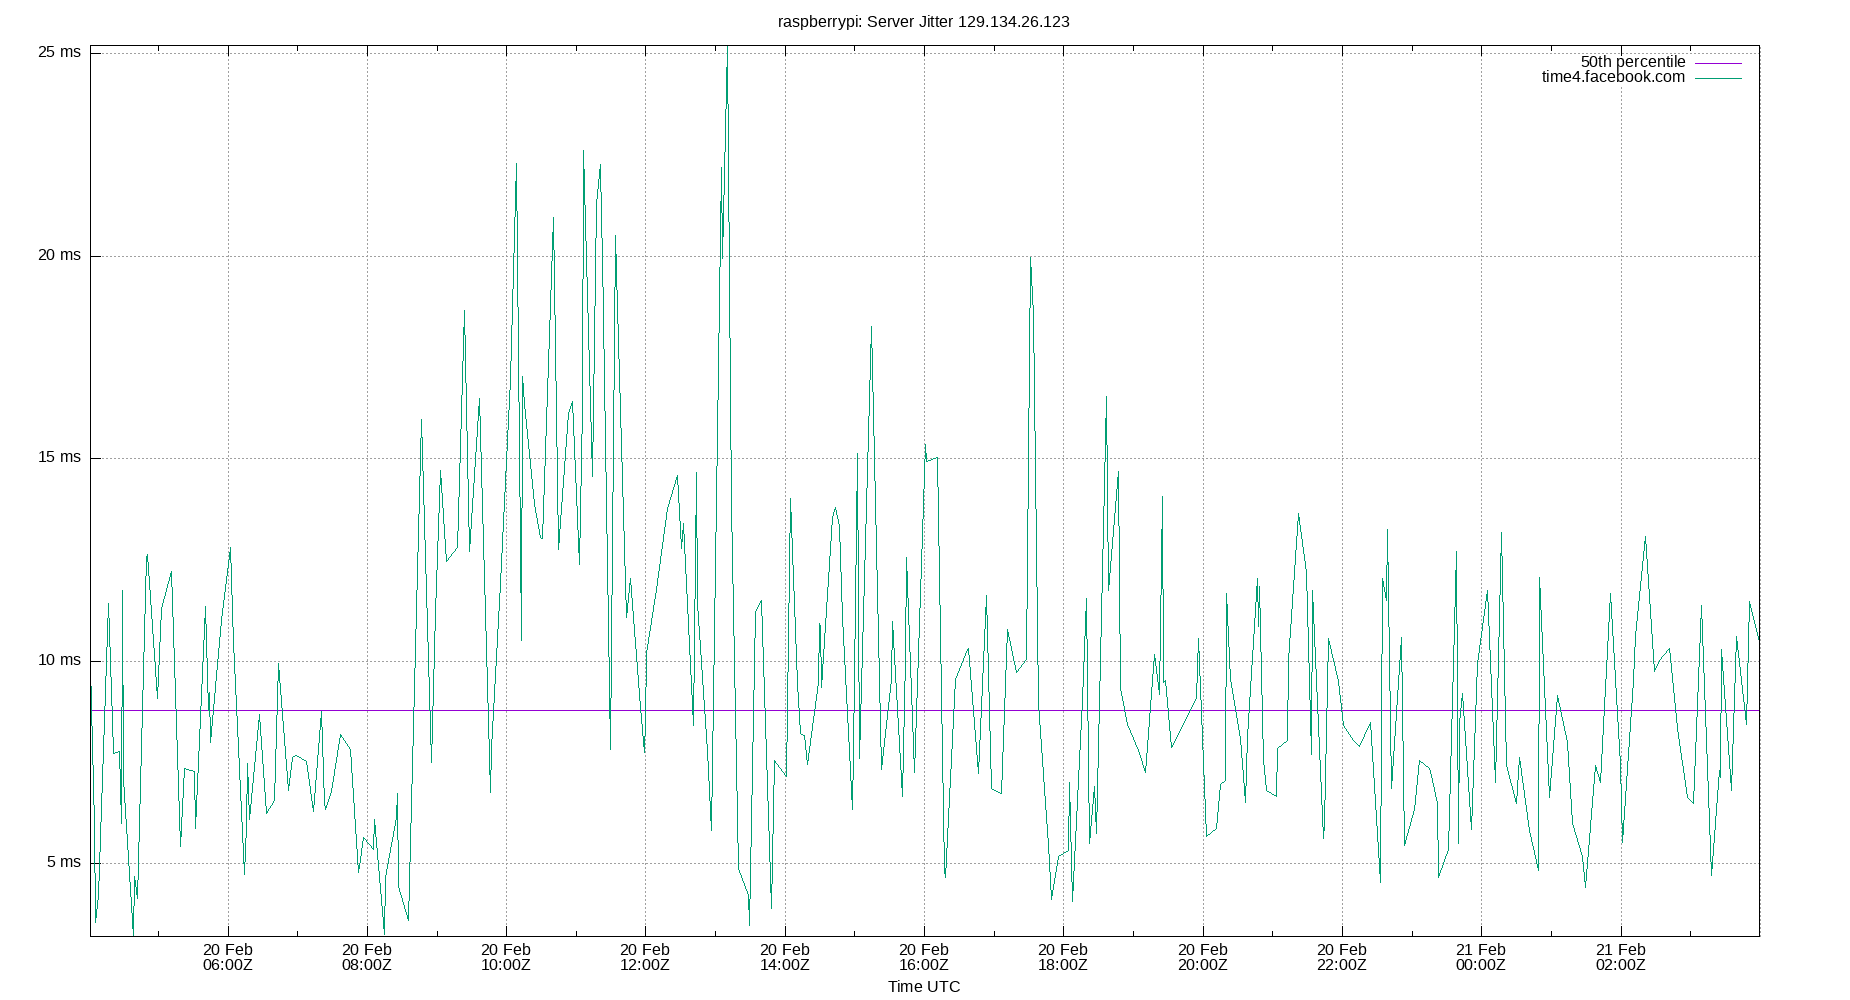 raspberrypi: Server Jitter 129.134.26.123
25 ms
50th percentile
time4.facebook.com
20 ms
15 ms
10 ms
5 ms
20 Feb 20 Feb 20 Feb 20 Feb 20 Feb 20 Feb 20 Feb 20 Feb 20 Feb 21 Feb 21 Feb
06:00Z 08:00Z 10:00Z 12:00Z 14:00Z 16:00Z 18:00Z 20:00Z 22:00Z 00:00Z 02:00Z
Time UTC